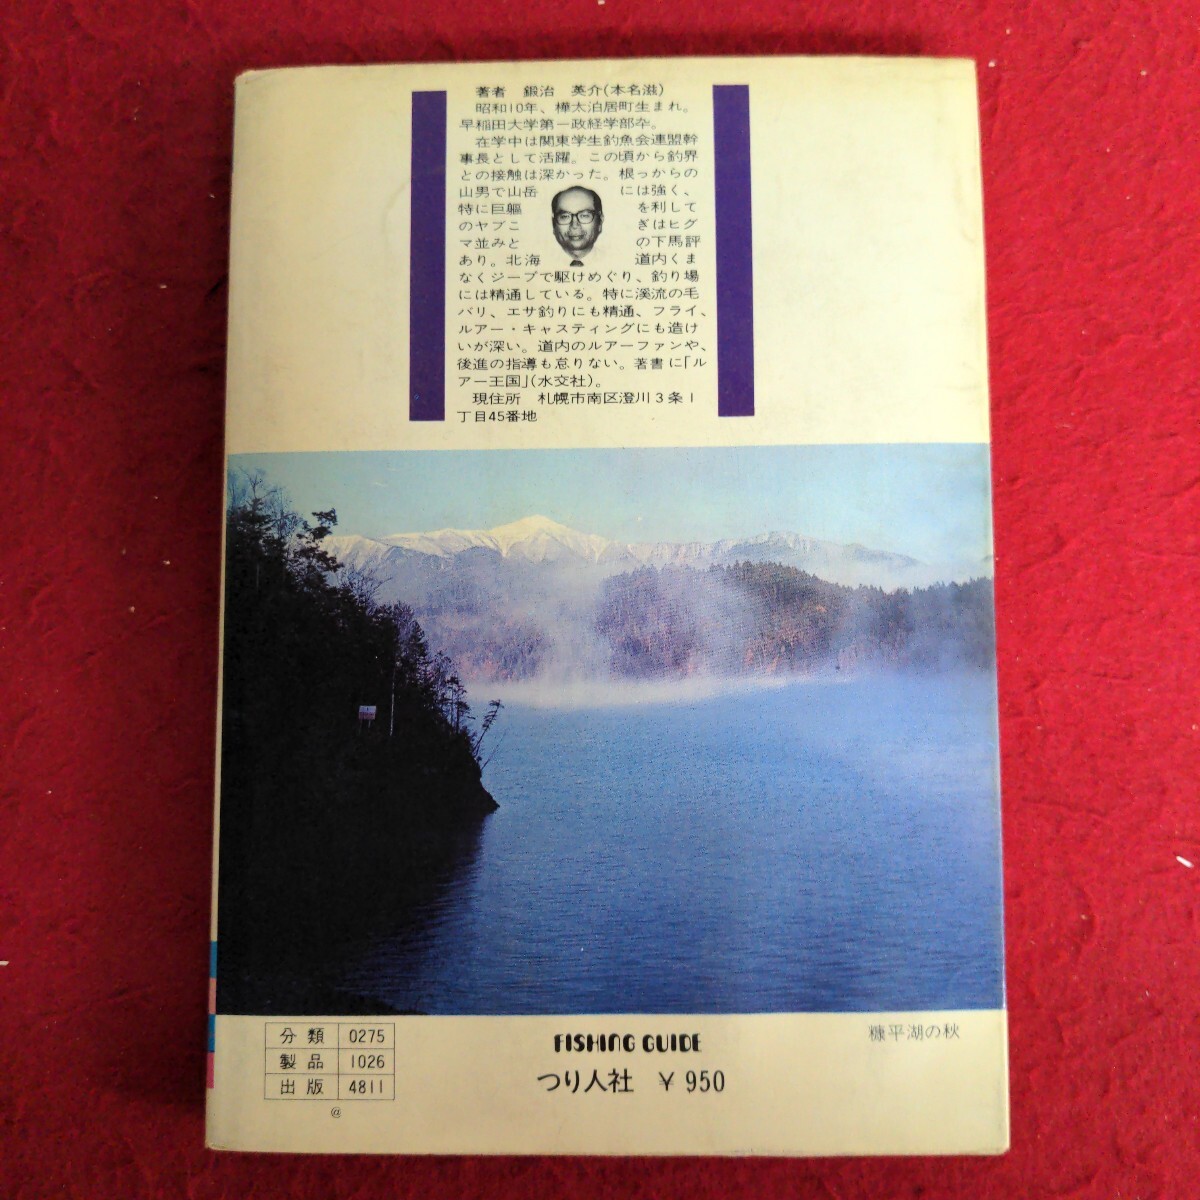 著者　鍛治　英介(本名滋)
昭和10年、樺太泊居町生まれ。
早稲田大学第一政経学部卒。
在学中は関東学生釣魚会連盟幹
事長として活躍。この頃から釣界
との接触は深かった。根っからの
山男で山岳には強く、
特に巨軀を利して
のヤブこぎはヒグ
マ並みとの下馬評
あり。北海道内くま
なくジープで駆けめぐり、釣り場
には精通している。特に溪流の毛
バリ、エサ釣りにも精通、フライ、
ルアー・キャスティングにも造け
いが深い。道内のルアーファンや、
後進の指導も怠りない。著書に「ル
アー王国」(水交社)。
現住所　札幌市南区澄川3条1
丁目45番地
分類 0275
製品 1026
出版 4811
@
FISHING GUIDE
つり人社　¥ 950
糠平湖の秋